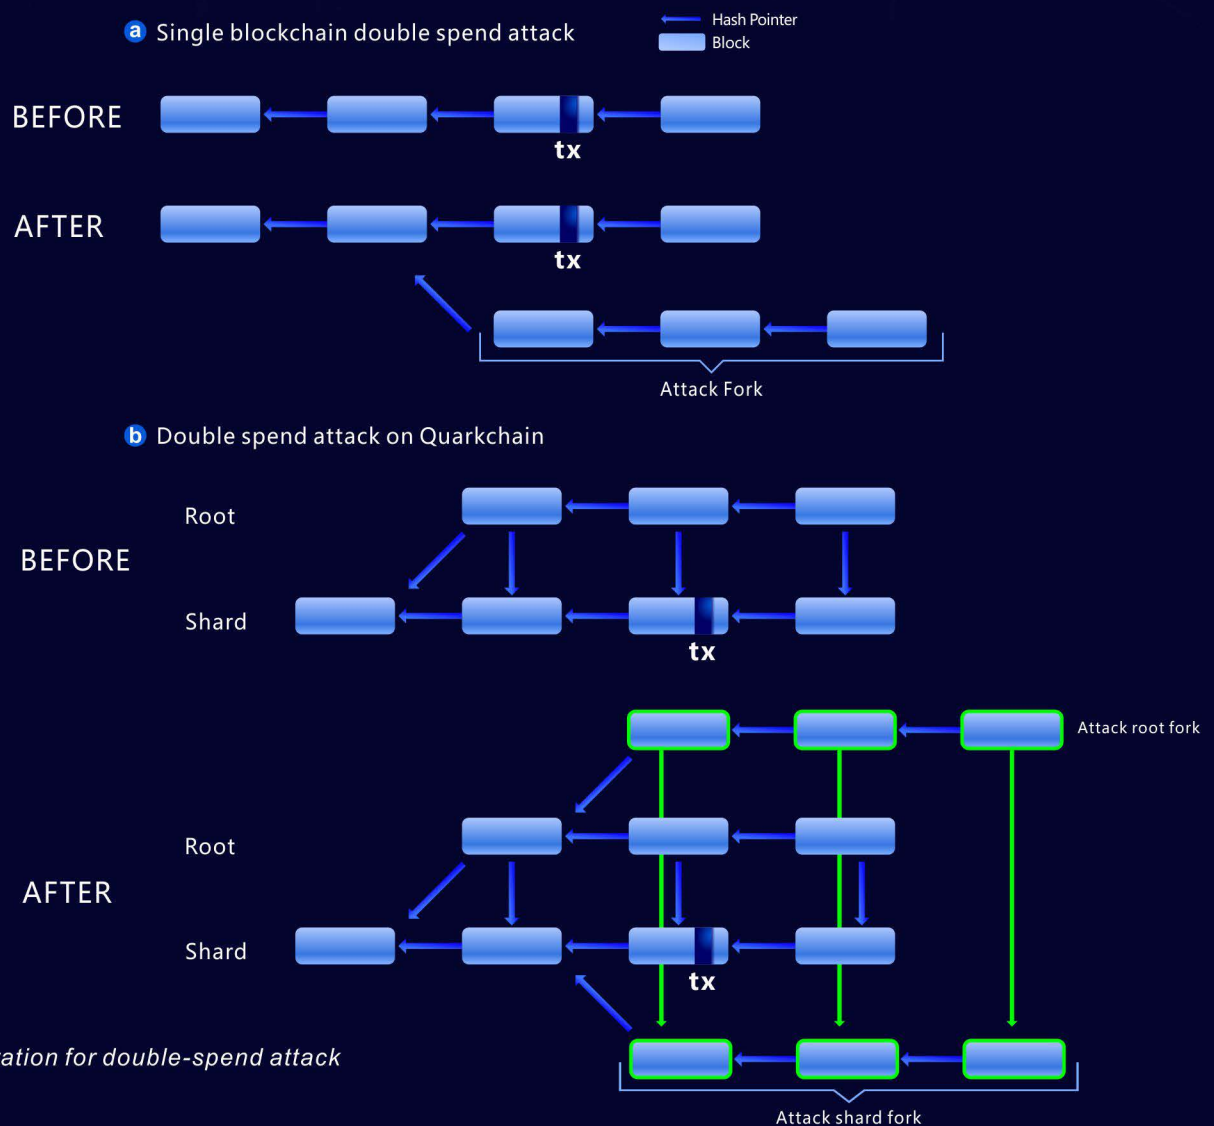 a Single blockchain double spend attack
Hash Pointer
Block
BEFORE
tx
AFTER
tx
Attack Fork
b Double spend attack on Quarkchain
Root
BEFORE
Shard
tx
Attack root fork
Root
AFTER
Shard
tx
for double-spend attack
Attack shard fork